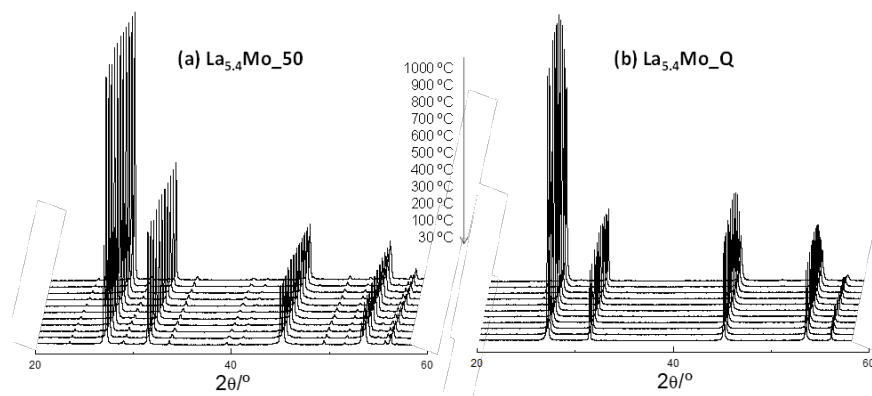 (a) La₅.₄Mo_50
(b) La₅.₄Mo_Q
1000 ºC
900 ºC
800 ºC
700 ºC
600 ºC
500 ºC
400 ºC
300 ºC
200 ºC
100 ºC
30 ºC
20
40
60
20
40
60
2θ/º
2θ/º